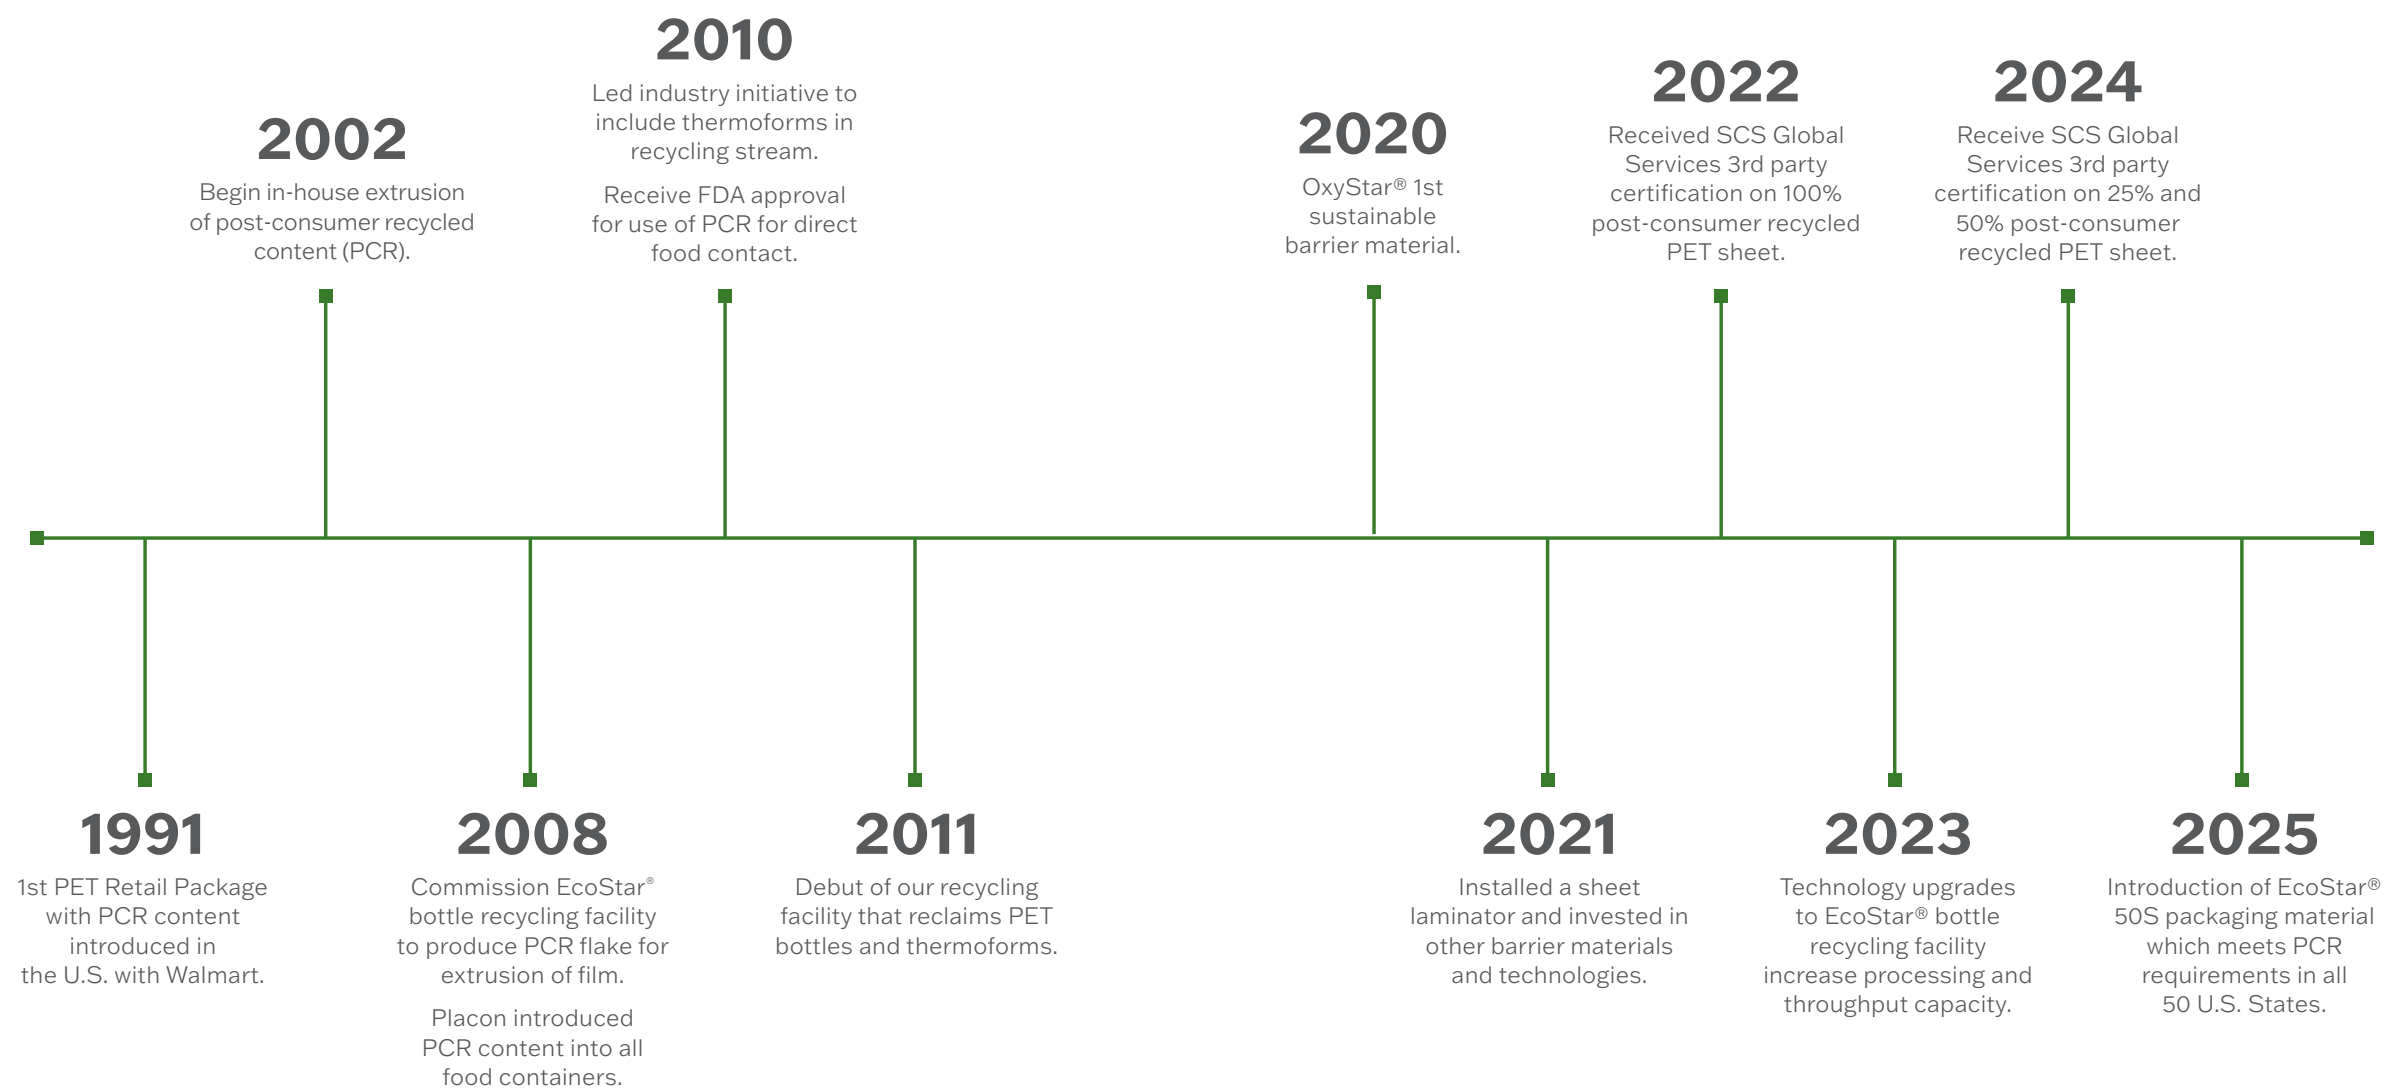 2010
Led industry initiative to
include thermoforms in
recycling stream.
Receive FDA approval
for use of PCR for direct
food contact.
2002
Begin in-house extrusion
of post-consumer recycled
content (PCR).
2020
OxyStar® 1st
sustainable
barrier material.
2022
Received SCS Global
Services 3rd party
certification on 100%
post-consumer recycled
PET sheet.
2024
Receive SCS Global
Services 3rd party
certification on 25% and
50% post-consumer
recycled PET sheet.
1991
1st PET Retail Package
with PCR content
introduced in
the U.S. with Walmart.
2008
Commission EcoStar®
bottle recycling facility
to produce PCR flake for
extrusion of film.
Placon introduced
PCR content into all
food containers.
2011
Debut of our recycling
facility that reclaims PET
bottles and thermoforms.
2021
Installed a sheet
laminator and invested in
other barrier materials
and technologies.
2023
Technology upgrades
to EcoStar® bottle
recycling facility
increase processing and
throughput capacity.
2025
Introduction of EcoStar®
50S packaging material
which meets PCR
requirements in all
50 U.S. States.